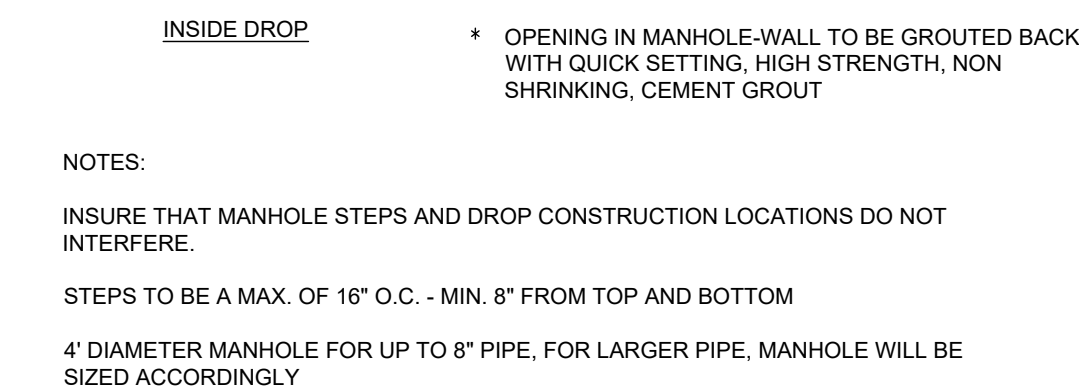 INSIDE DROP
* OPENING IN MANHOLE-WALL TO BE GROUTED BACK
WITH QUICK SETTING, HIGH STRENGTH, NON
SHRINKING, CEMENT GROUT
NOTES:
INSURE THAT MANHOLE STEPS AND DROP CONSTRUCTION LOCATIONS DO NOT
INTERFERE.
STEPS TO BE A MAX. OF 16" O.C. - MIN. 8" FROM TOP AND BOTTOM
4' DIAMETER MANHOLE FOR UP TO 8" PIPE, FOR LARGER PIPE, MANHOLE WILL BE
SIZED ACCORDINGLY